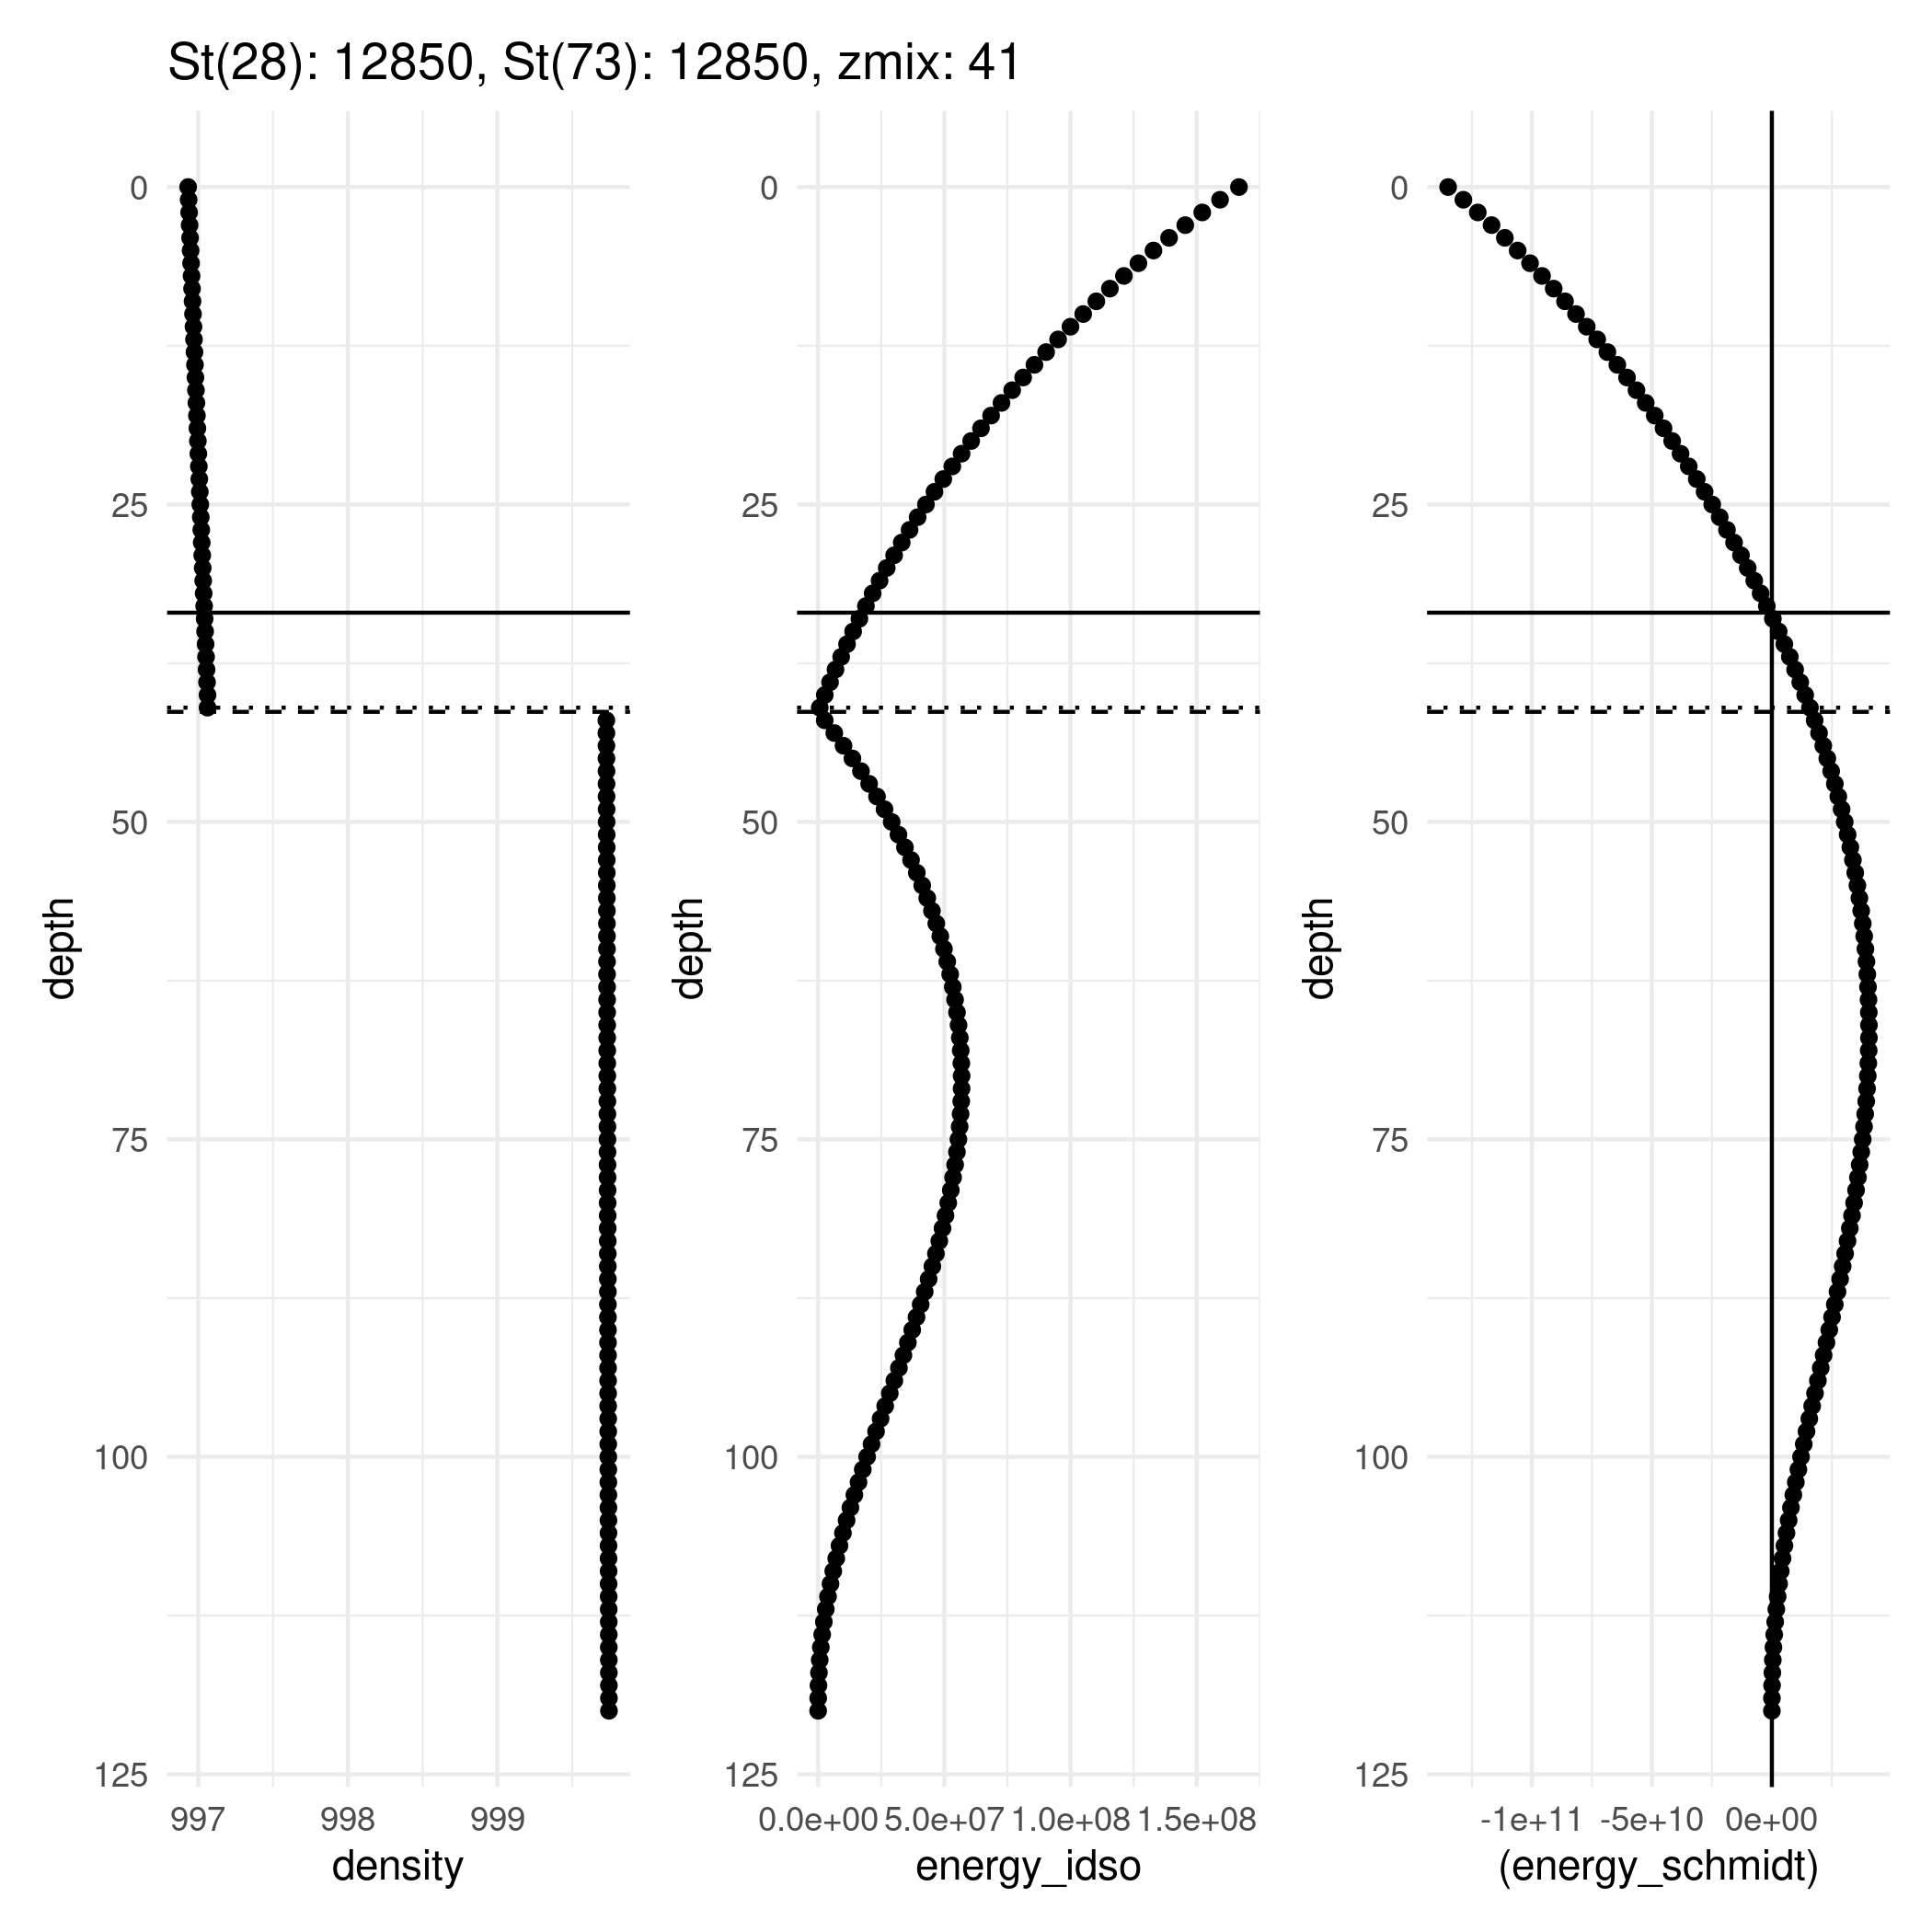 St(28): 12850, St(73): 12850, zmix: 41
0
25
50
75
100
125
depth
997 998 999
density
0
25
50
75
100
125
depth
0.0e+00 5.0e+07 1.0e+08 1.5e+08
energy_idso
0
25
50
75
100
125
depth
-1e+11 -5e+10 0e+00
(energy_schmidt)